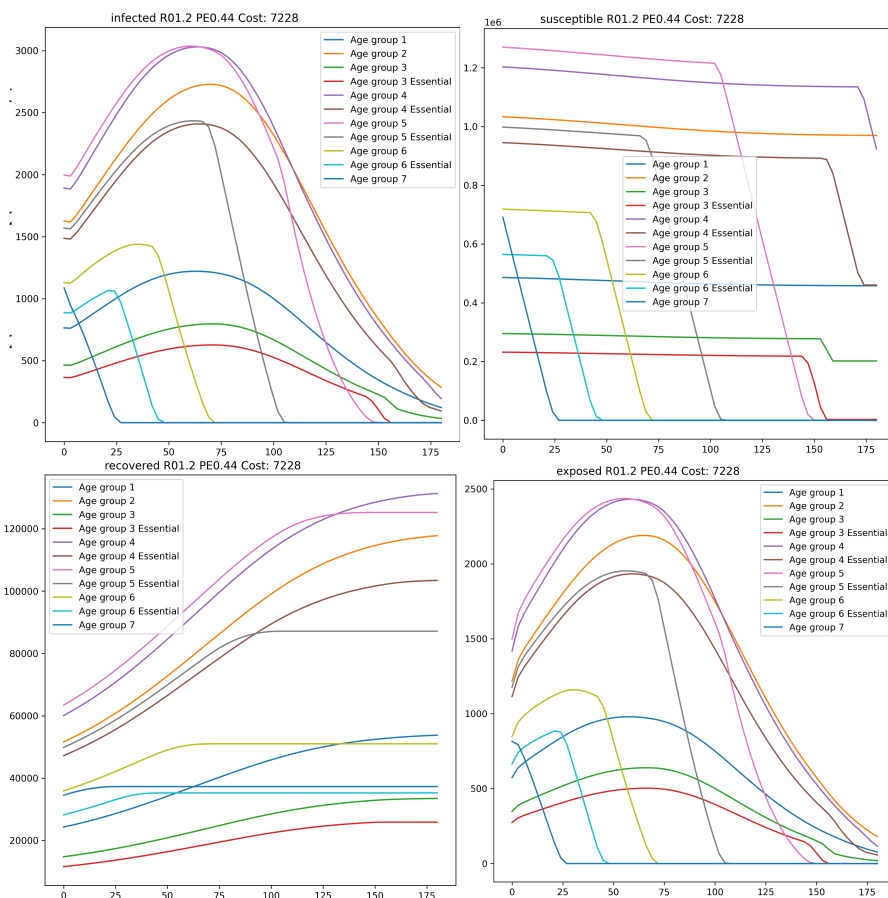 infected R01.2 PE0.44 Cost: 7228
3000
2500
2000
1500
1000
500
0
0 25 50 75 100 125 150 175
Age group 1
Age group 2
Age group 3
Age group 3 Essential
Age group 4
Age group 4 Essential
Age group 5
Age group 5 Essential
Age group 6
Age group 6 Essential
Age group 7
susceptible R01.2 PE0.44 Cost: 7228
1e6
1.2
1.0
0.8
0.6
0.4
0.2
0.0
0 25 50 75 100 125 150 175
Age group 1
Age group 2
Age group 3
Age group 3 Essential
Age group 4
Age group 4 Essential
Age group 5
Age group 5 Essential
Age group 6
Age group 6 Essential
Age group 7
recovered R01.2 PE0.44 Cost: 7228
120000
100000
80000
60000
40000
20000
0 25 50 75 100 125 150 175
Age group 1
Age group 2
Age group 3
Age group 3 Essential
Age group 4
Age group 4 Essential
Age group 5
Age group 5 Essential
Age group 6
Age group 6 Essential
Age group 7
exposed R01.2 PE0.44 Cost: 7228
2500
2000
1500
1000
500
0
0 25 50 75 100 125 150 175
Age group 1
Age group 2
Age group 3
Age group 3 Essential
Age group 4
Age group 4 Essential
Age group 5
Age group 5 Essential
Age group 6
Age group 6 Essential
Age group 7